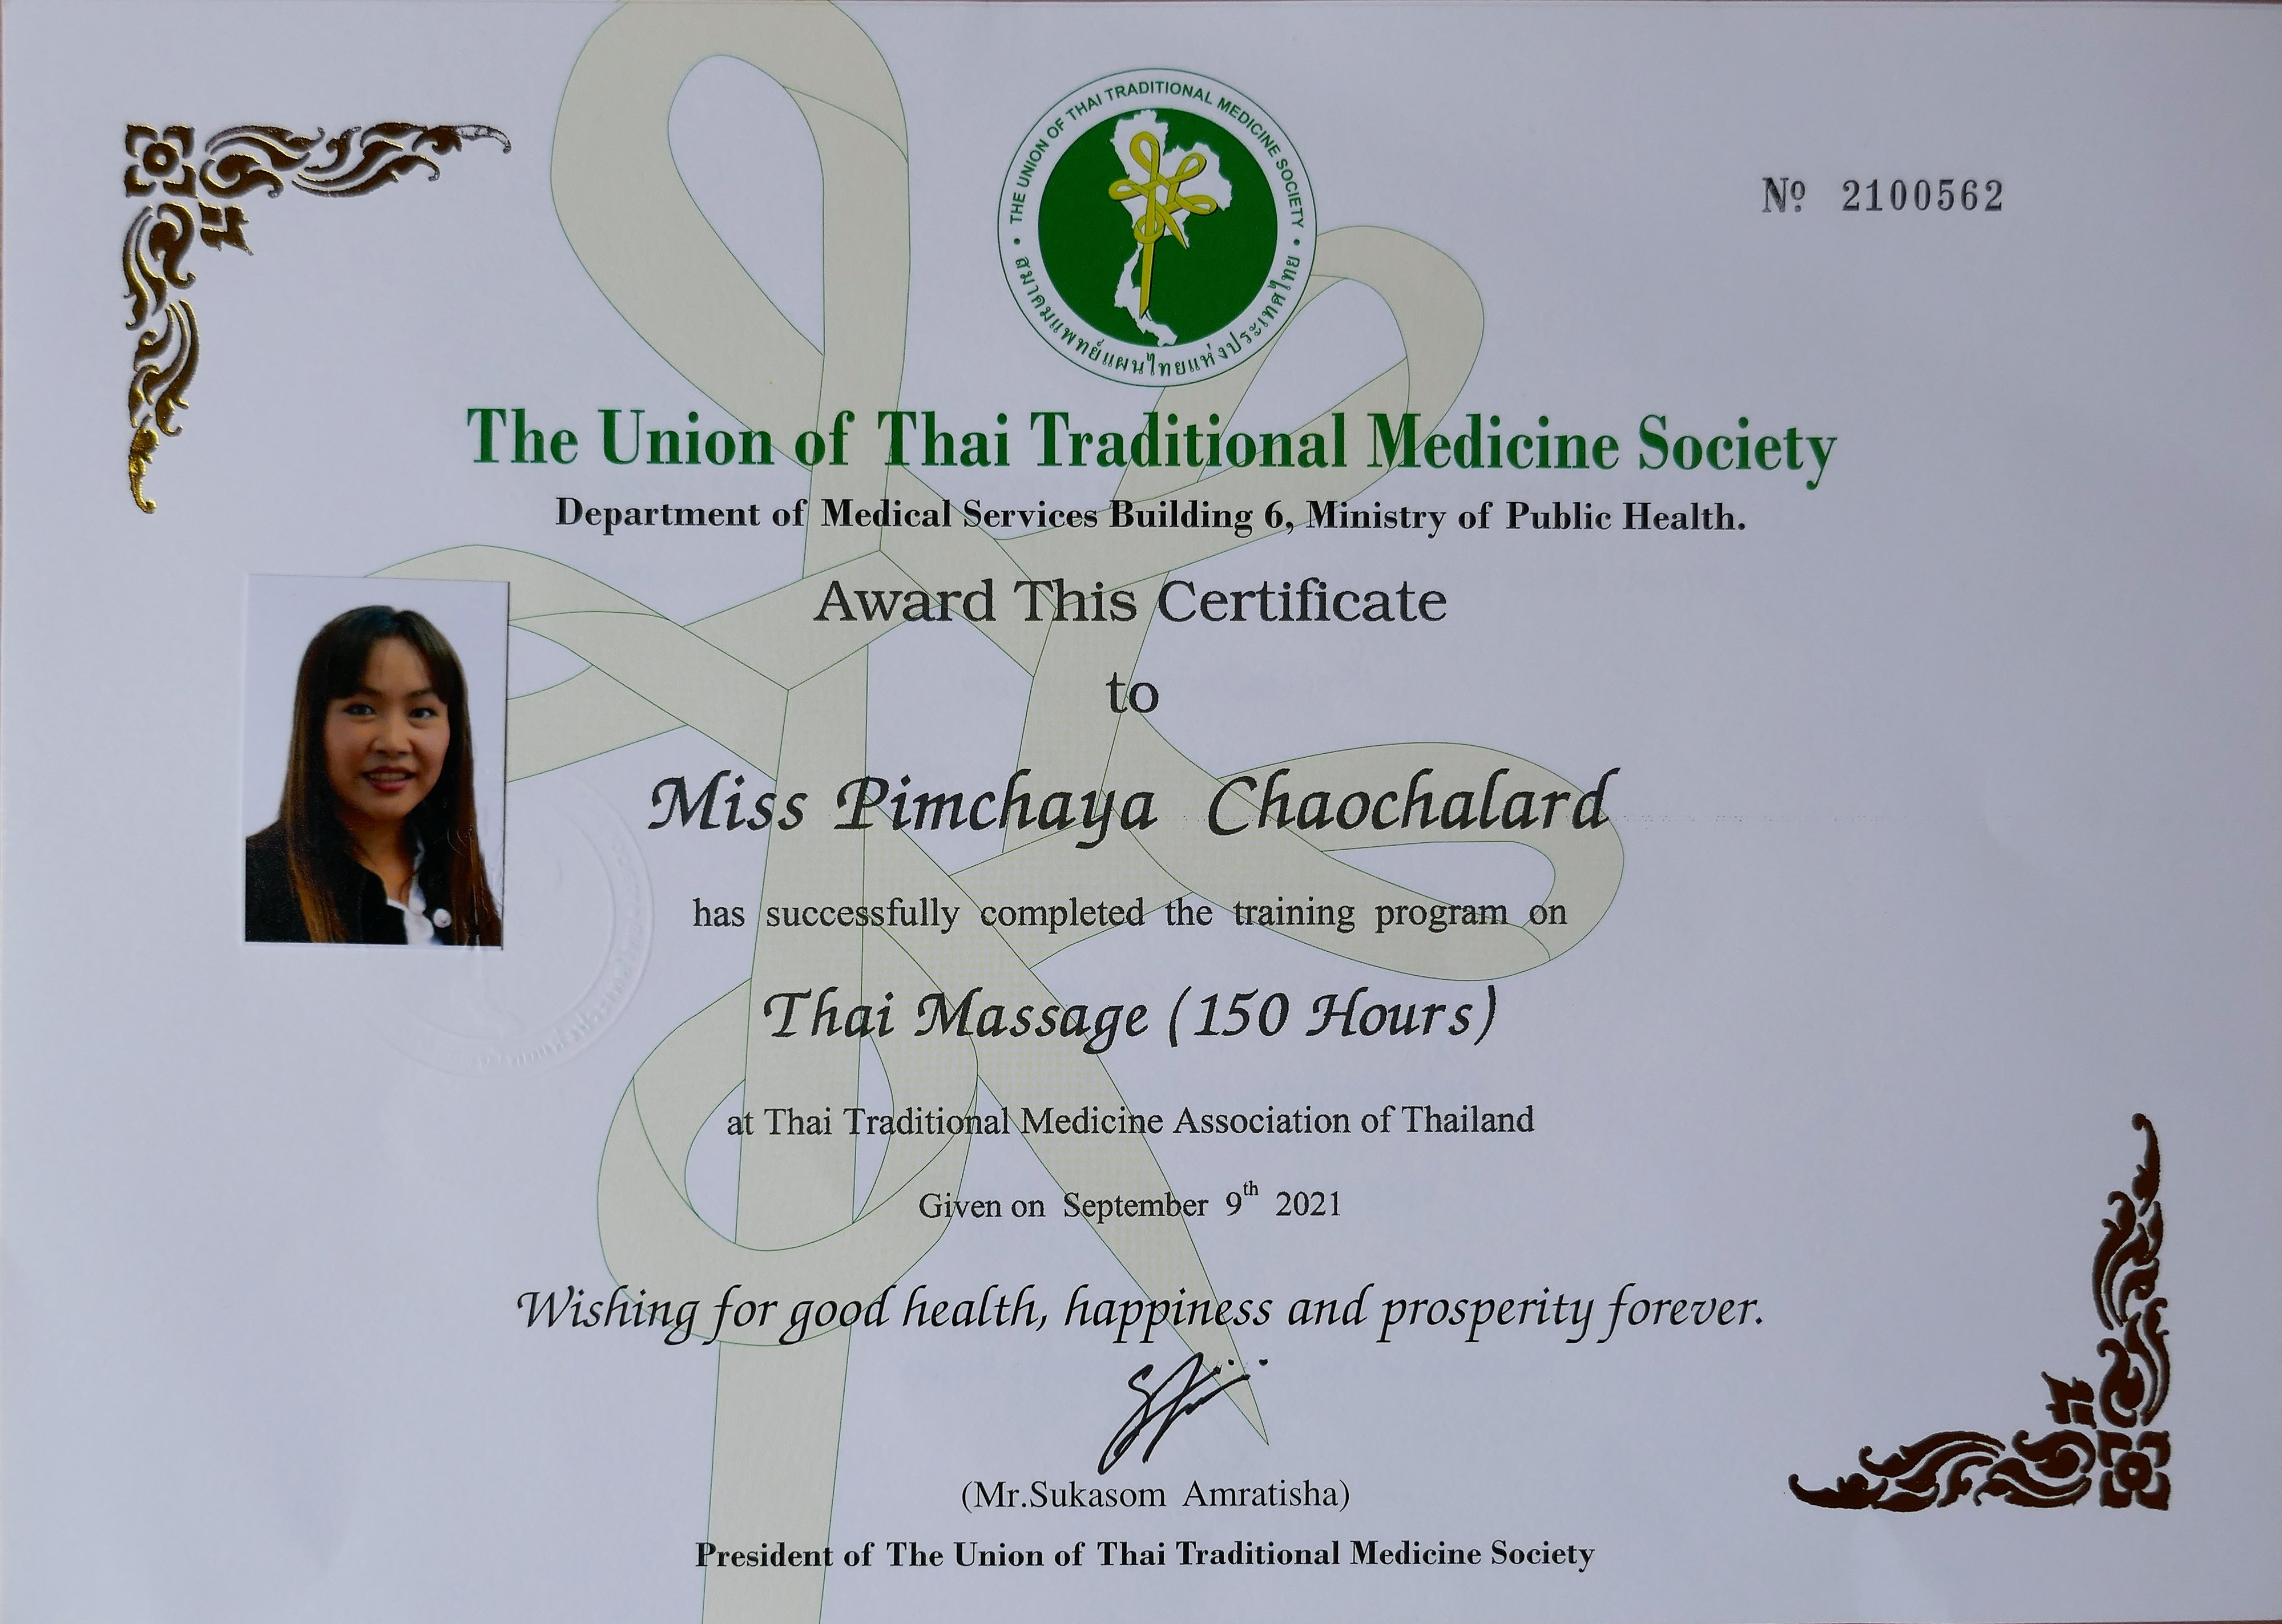 THE UNION OF THAI TRADITIONAL MEDICINE SOCIETY
สมาคมแพทย์แผนไทยแห่งประเทศไทย
Nº 2100562
The Union of Thai Traditional Medicine Society
Department of Medical Services Building 6, Ministry of Public Health.
Award This Certificate
to
Miss Pimchaya Chaochalard
has successfully completed the training program on
Thai Massage (150 Hours)
at Thai Traditional Medicine Association of Thailand
Given on September 9th 2021
Wishing for good health, happiness and prosperity forever.
(Mr.Sukasom Amratisha)
President of The Union of Thai Traditional Medicine Society